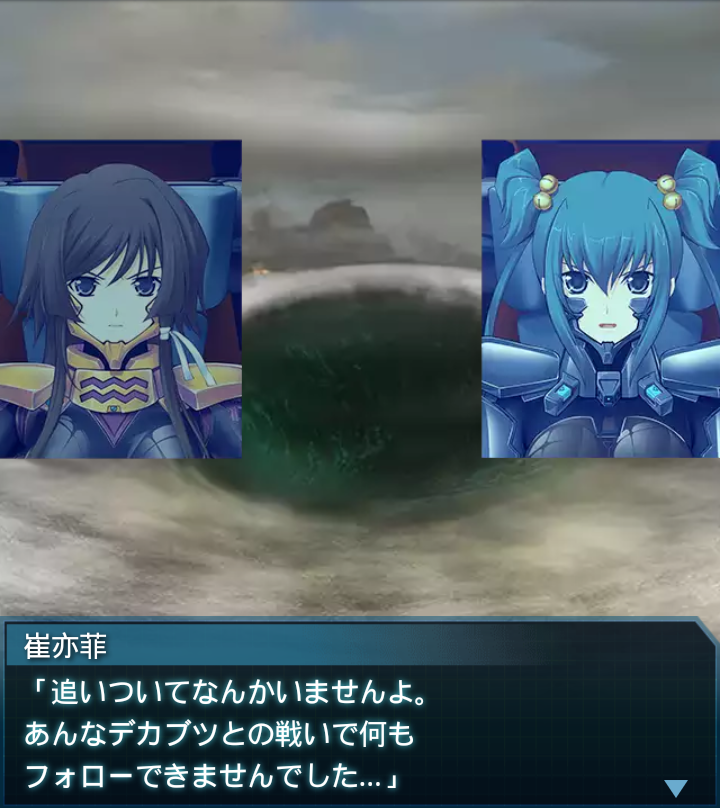 崔亦菲
「追いついてなんかいませんよ。
あんなデカブツとの戦いで何も
フォローできませんでした…」